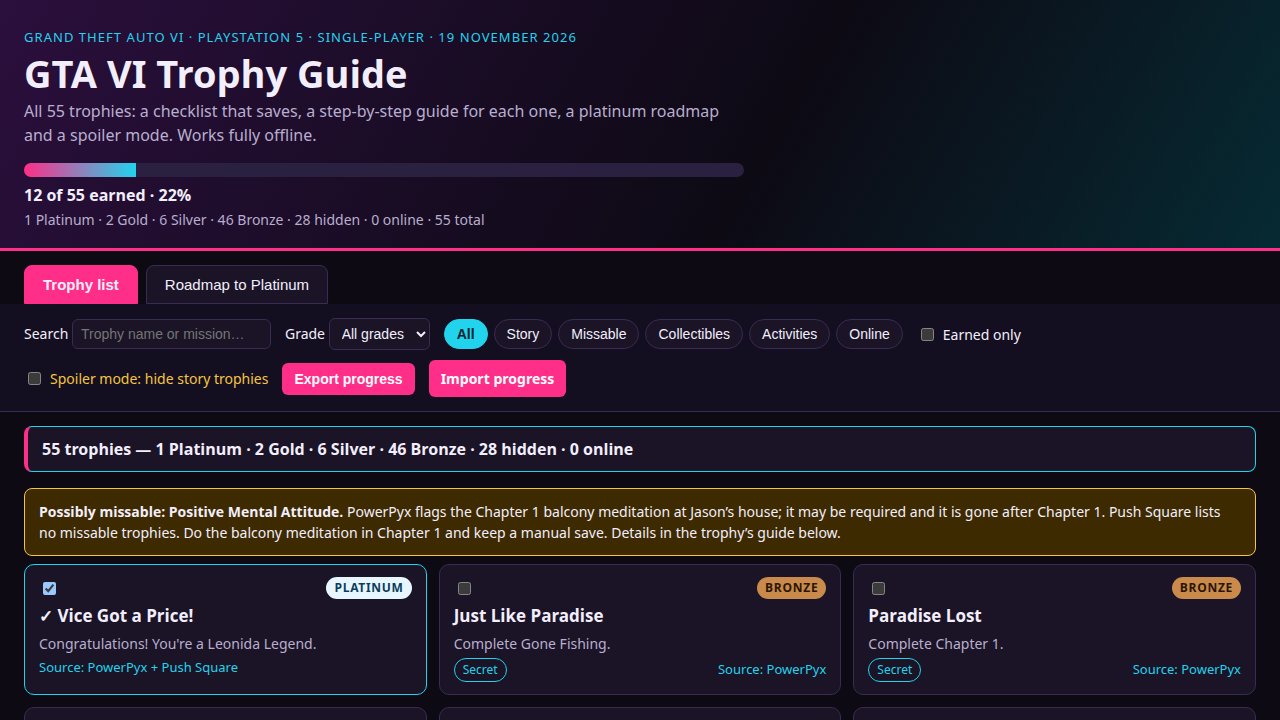 GRAND THEFT AUTO VI · PLAYSTATION 5 · SINGLE-PLAYER · 19 NOVEMBER 2026
GTA VI Trophy Guide
All 55 trophies: a checklist that saves, a step-by-step guide for each one, a platinum roadmap
and a spoiler mode. Works fully offline.
12 of 55 earned · 22%
1 Platinum · 2 Gold · 6 Silver · 46 Bronze · 28 hidden · 0 online · 55 total
Trophy list Roadmap to Platinum
Search Trophy name or mission… Grade All grades All Story Missable Collectibles Activities Online Earned only
Spoiler mode: hide story trophies Export progress Import progress
55 trophies — 1 Platinum · 2 Gold · 6 Silver · 46 Bronze · 28 hidden · 0 online
Possibly missable: Positive Mental Attitude. PowerPyx flags the Chapter 1 balcony meditation at Jason’s house; it may be required and it is gone after Chapter 1. Push Square lists
no missable trophies. Do the balcony meditation in Chapter 1 and keep a manual save. Details in the trophy’s guide below.
PLATINUM
✓ Vice Got a Price!
Congratulations! You're a Leonida Legend.
Source: PowerPyx + Push Square
BRONZE
Just Like Paradise
Complete Gone Fishing.
Secret Source: PowerPyx
BRONZE
Paradise Lost
Complete Chapter 1.
Secret Source: PowerPyx